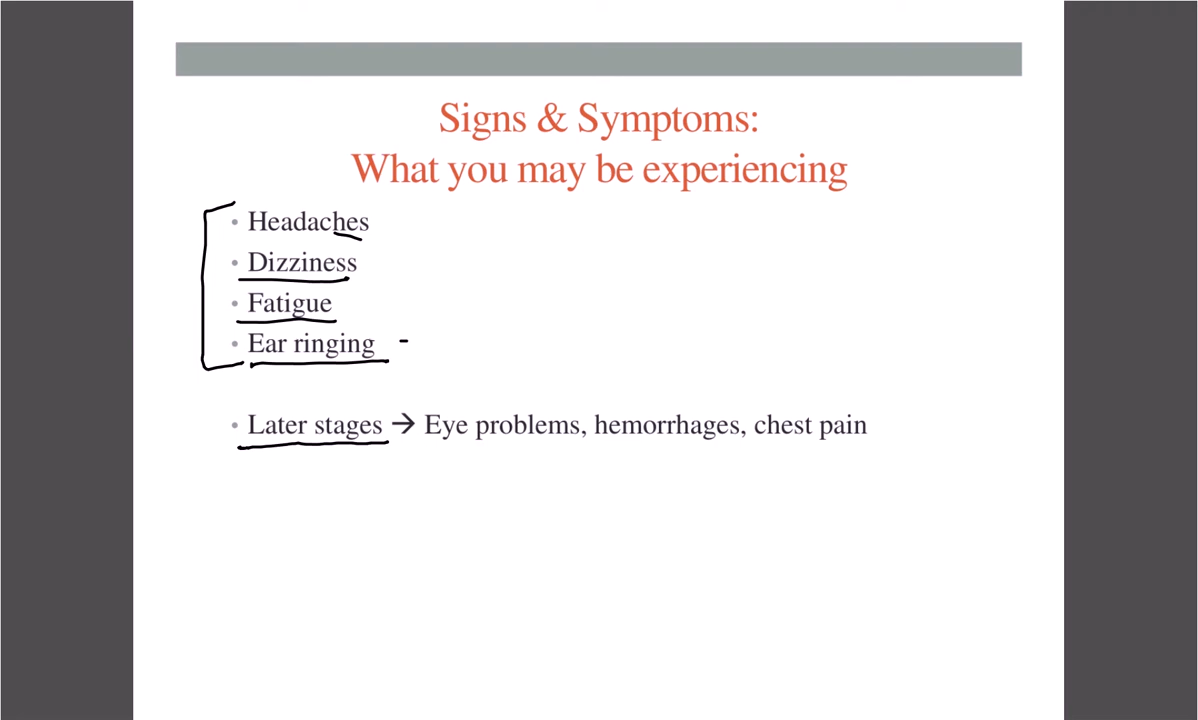 Signs & Symptoms:
What you may be experiencing
• Headaches
• Dizziness
• Fatigue
• Ear ringing -
• Later stages → Eye problems, hemorrhages, chest pain